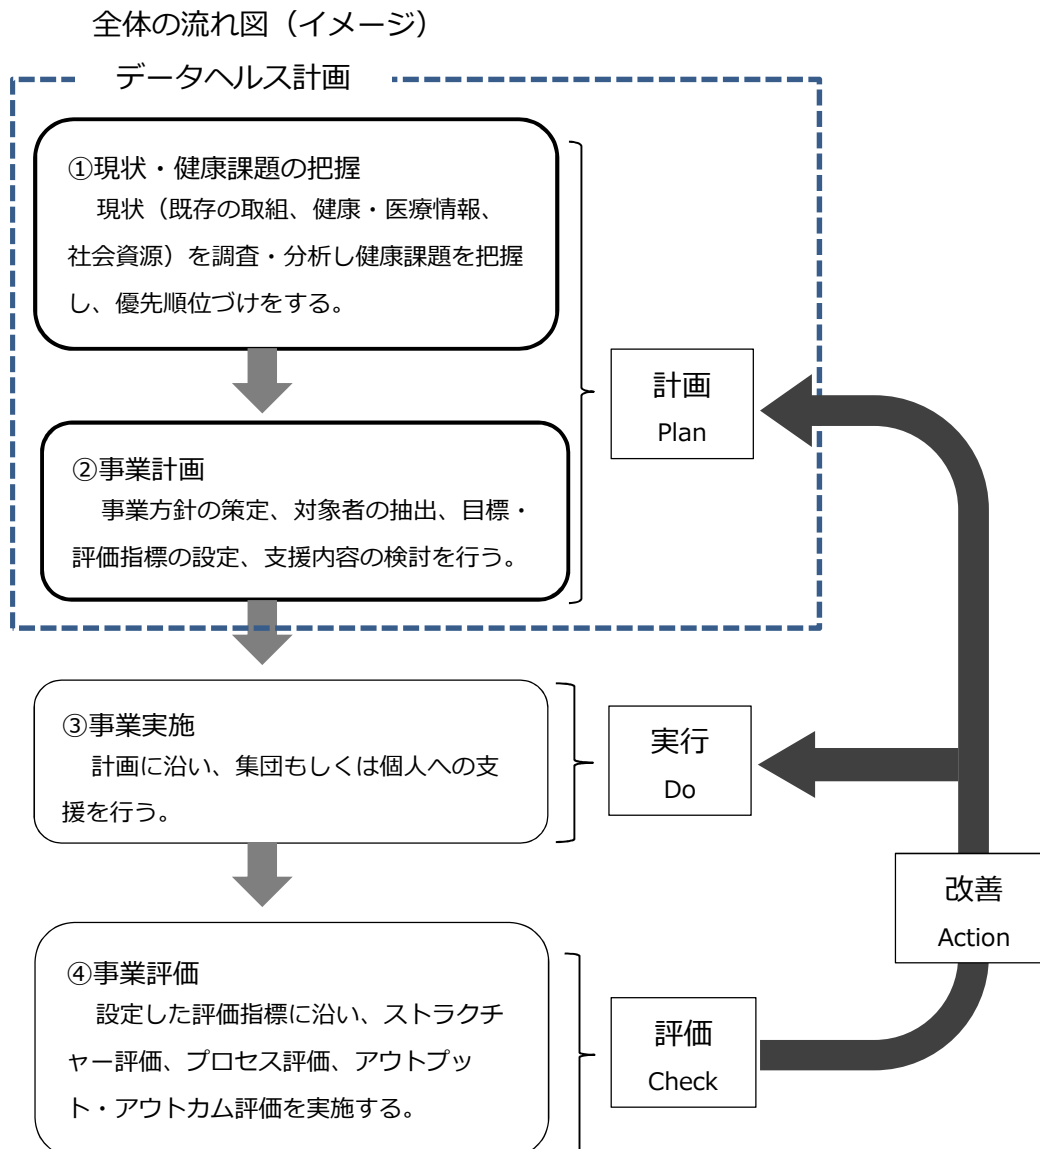 全体の流れ図（イメージ）
データヘルス計画
①現状・健康課題の把握
現状（既存の取組、健康・医療情報、
社会資源）を調査・分析し健康課題を把握
し、優先順位づけをする。
計画
Plan
②事業計画
事業方針の策定、対象者の抽出、目標・
評価指標の設定、支援内容の検討を行う。
③事業実施
計画に沿い、集団もしくは個人への支
援を行う。
実行
Do
改善
Action
④事業評価
設定した評価指標に沿い、ストラクチ
ャー評価、プロセス評価、アウトプッ
ト・アウトカム評価を実施する。
評価
Check